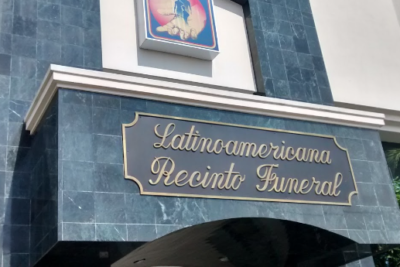 Latinoamericana
Recinto Funeral